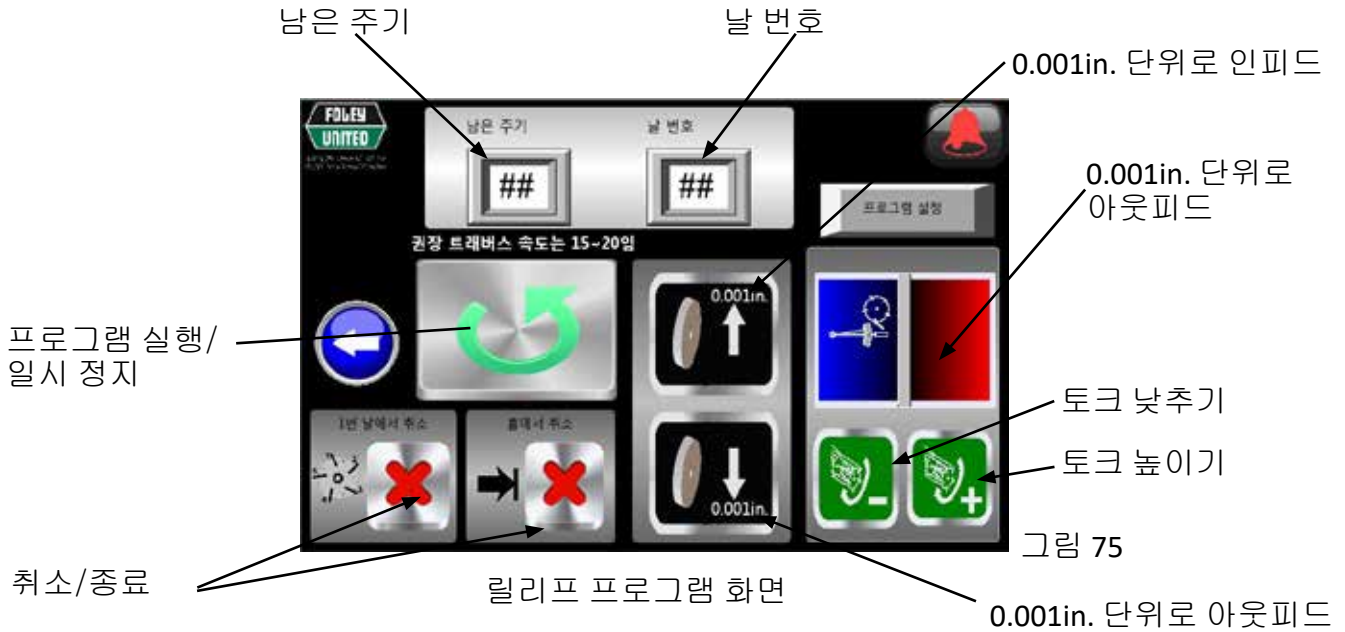 남은 주기
날 번호
0.001in. 단위로 인피드
FOLEY
UNITED
남은 주기
날 번호
##
##
프로그램 설정
0.001in. 단위로
아웃피드
권장 트래버스 속도는 15~20임
0.001in.
프로그램 실행/
일시 정지
1번 날에서 취소
홈에서 취소
토크 낮추기
토크 높이기
0.001in.
그림 75
취소/종료
릴리프 프로그램 화면
0.001in. 단위로 아웃피드